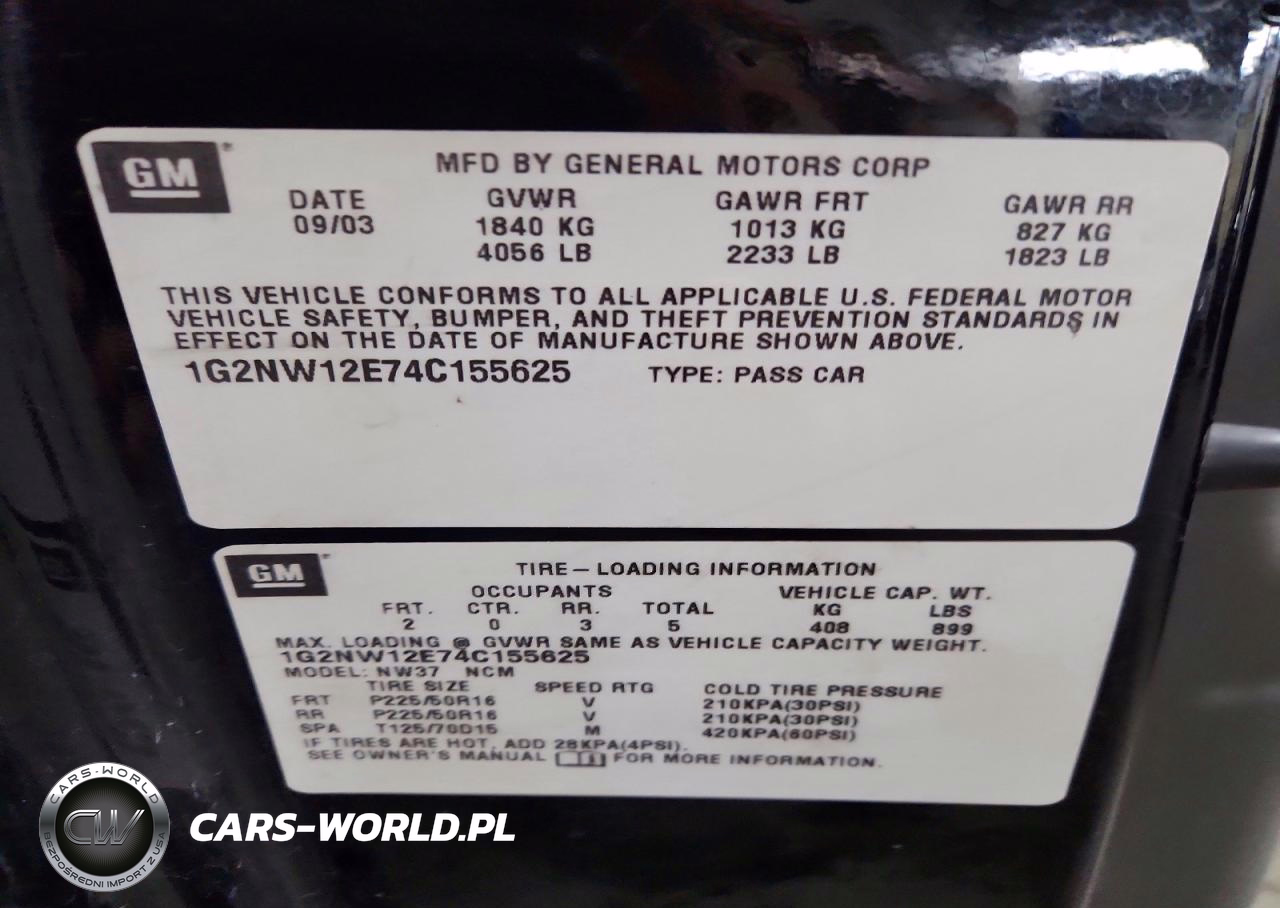 GM
MFD BY GENERAL MOTORS CORP
DATE GVWR GAWR FRT GAWR RR
09/03 1840 KG 1013 KG 827 KG
4056 LB 2233 LB 1823 LB
THIS VEHICLE CONFORMS TO ALL APPLICABLE U.S. FEDERAL MOTOR
VEHICLE SAFETY, BUMPER, AND THEFT PREVENTION STANDARDS IN
EFFECT ON THE DATE OF MANUFACTURE SHOWN ABOVE.
1G2NW12E74C155625 TYPE: PASS CAR
GM
TIRE–LOADING INFORMATION
OCCUPANTS VEHICLE CAP. WT.
FRT. CTR. RR. TOTAL KG LBS
2 0 3 5 408 899
MAX. LOADING @ GVWR SAME AS VEHICLE CAPACITY WEIGHT.
1G2NW12E74C155625
MODEL: NW37 NCM
TIRE SIZE SPEED RTG COLD TIRE PRESSURE
FRT P225/50R16 V 210KPA(30PSI)
RR P225/50R16 V 210KPA(30PSI)
SPA T125/70D15 M 420KPA(60PSI)
IF TIRES ARE HOT, ADD 28KPA(4PSI).
SEE OWNER'S MANUAL FOR MORE INFORMATION.
CARS-WORLD
CW
BEZPOŚREDNI IMPORT Z USA
CARS-WORLD.PL